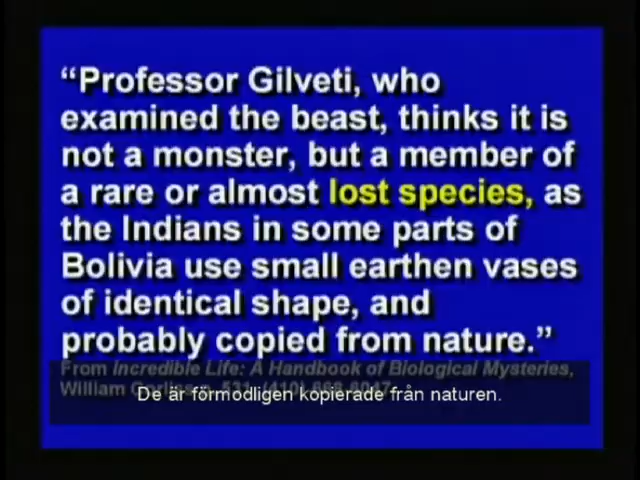 “Professor Gilveti, who
examined the beast, thinks it is
not a monster, but a member of
a rare or almost lost species, as
the Indians in some parts of
Bolivia use small earthen vases
of identical shape, and
probably copied from nature.”
From Incredible Life: A Handbook of Biological Mysteries,
William
De är förmodligen kopierade från naturen.